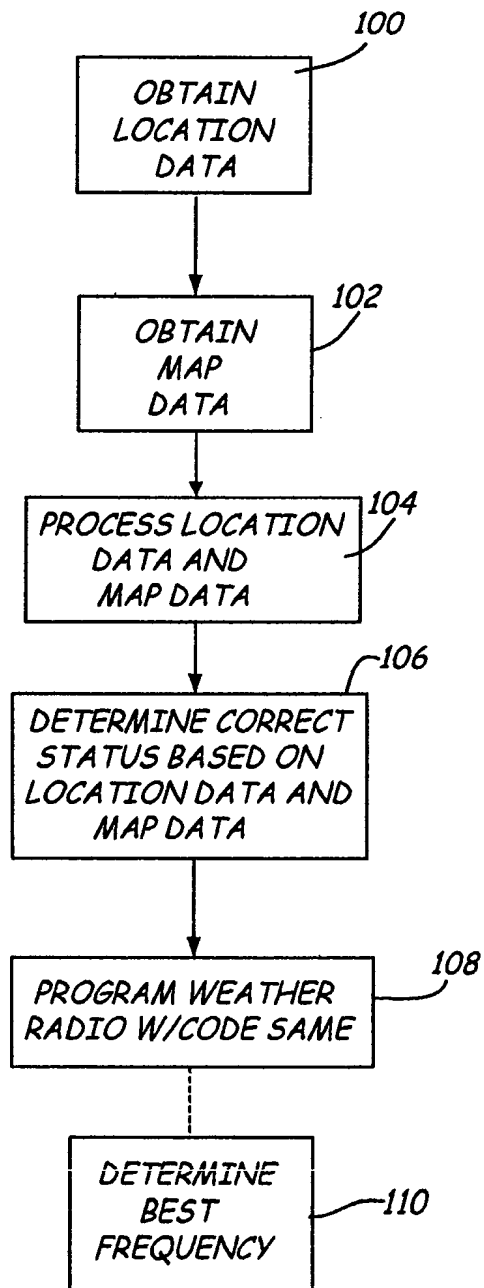 100
OBTAIN
LOCATION
DATA
102
OBTAIN
MAP
DATA
104
PROCESS LOCATION
DATA AND
MAP DATA
106
DETERMINE CORRECT
STATUS BASED ON
LOCATION DATA AND
MAP DATA
108
PROGRAM WEATHER
RADIO W/CODE SAME
DETERMINE
BEST
FREQUENCY
110